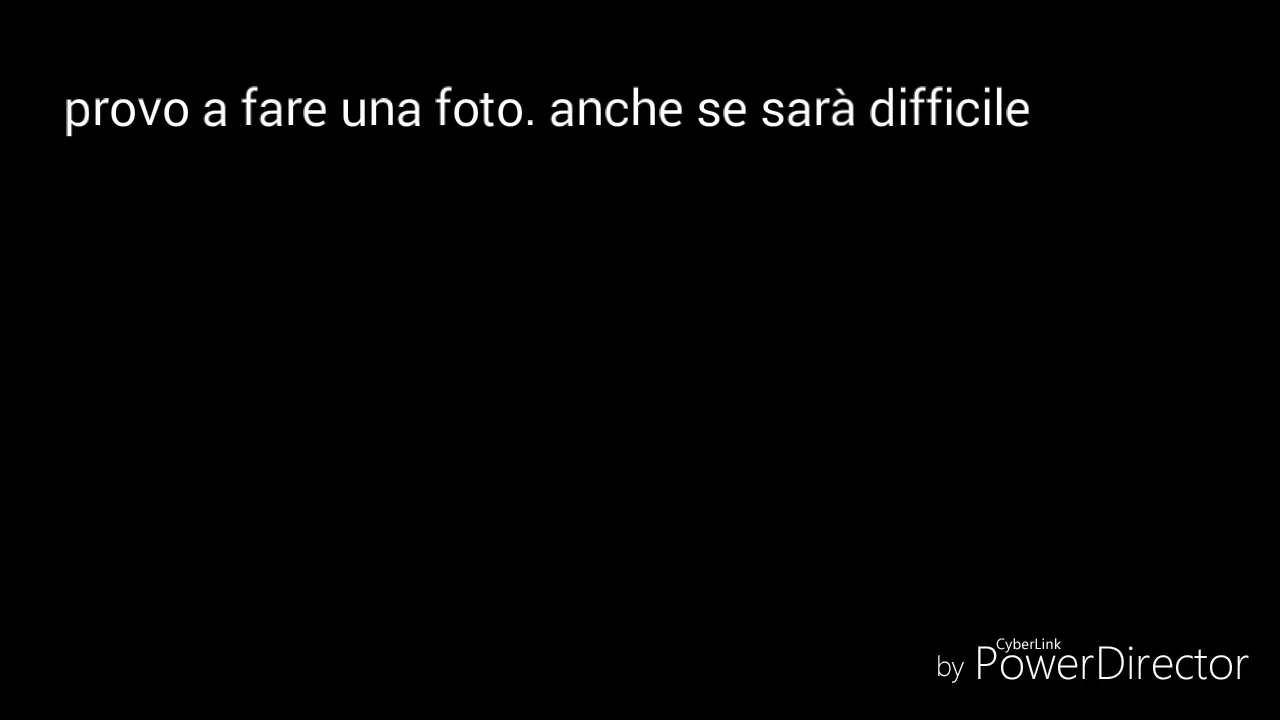 provo a fare una foto. anche se sarà difficile
by CyberLink PowerDirector